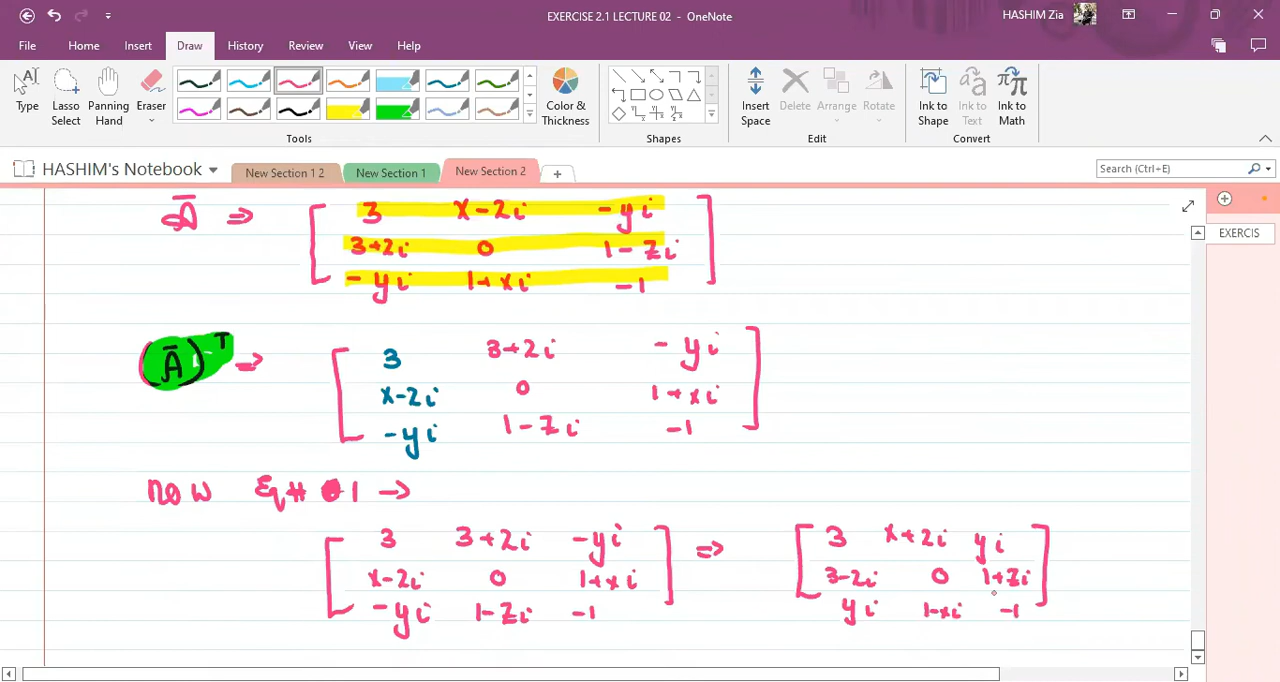 EXERCISE 2.1 LECTURE 02 - OneNote
HASHIM Zia
File Home Insert Draw History Review View Help
Type
Lasso Select
Panning Hand
Eraser
Color & Thickness
Insert Space
Delete
Arrange
Rotate
Ink to Shape
Ink to Text
Ink to Math
Tools
Shapes
Edit
Convert
HASHIM's Notebook
New Section 1 2
New Section 1
New Section 2
Search (Ctrl+E)
EXERCIS
Ā ⇒ [ 3 x-2i -yi
3+2i 0 1-zi
-yi 1+xi -1 ]
(Ā)ᵀ ⇒ [ 3 3+2i -yi
x-2i 0 1+xi
-yi 1-zi -1 ]
now Eq# 1 →
[ 3 3+2i -yi ] ⇒ [ 3 x+2i yi ]
[ x-2i 0 1+xi ] [ 3-2i 0 1+zi ]
[ -yi 1-zi -1 ] [ yi 1-xi -1 ]